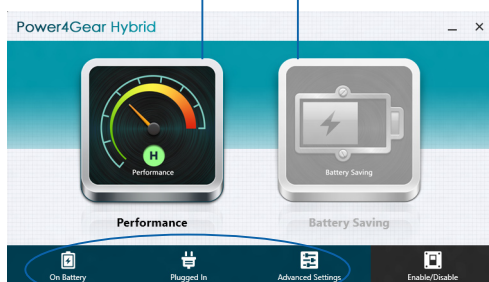 Power4Gear Hybrid
H
Performance
Battery Saving
Performance
Battery Saving
On Battery
Plugged In
Advanced Settings
Enable/Disable